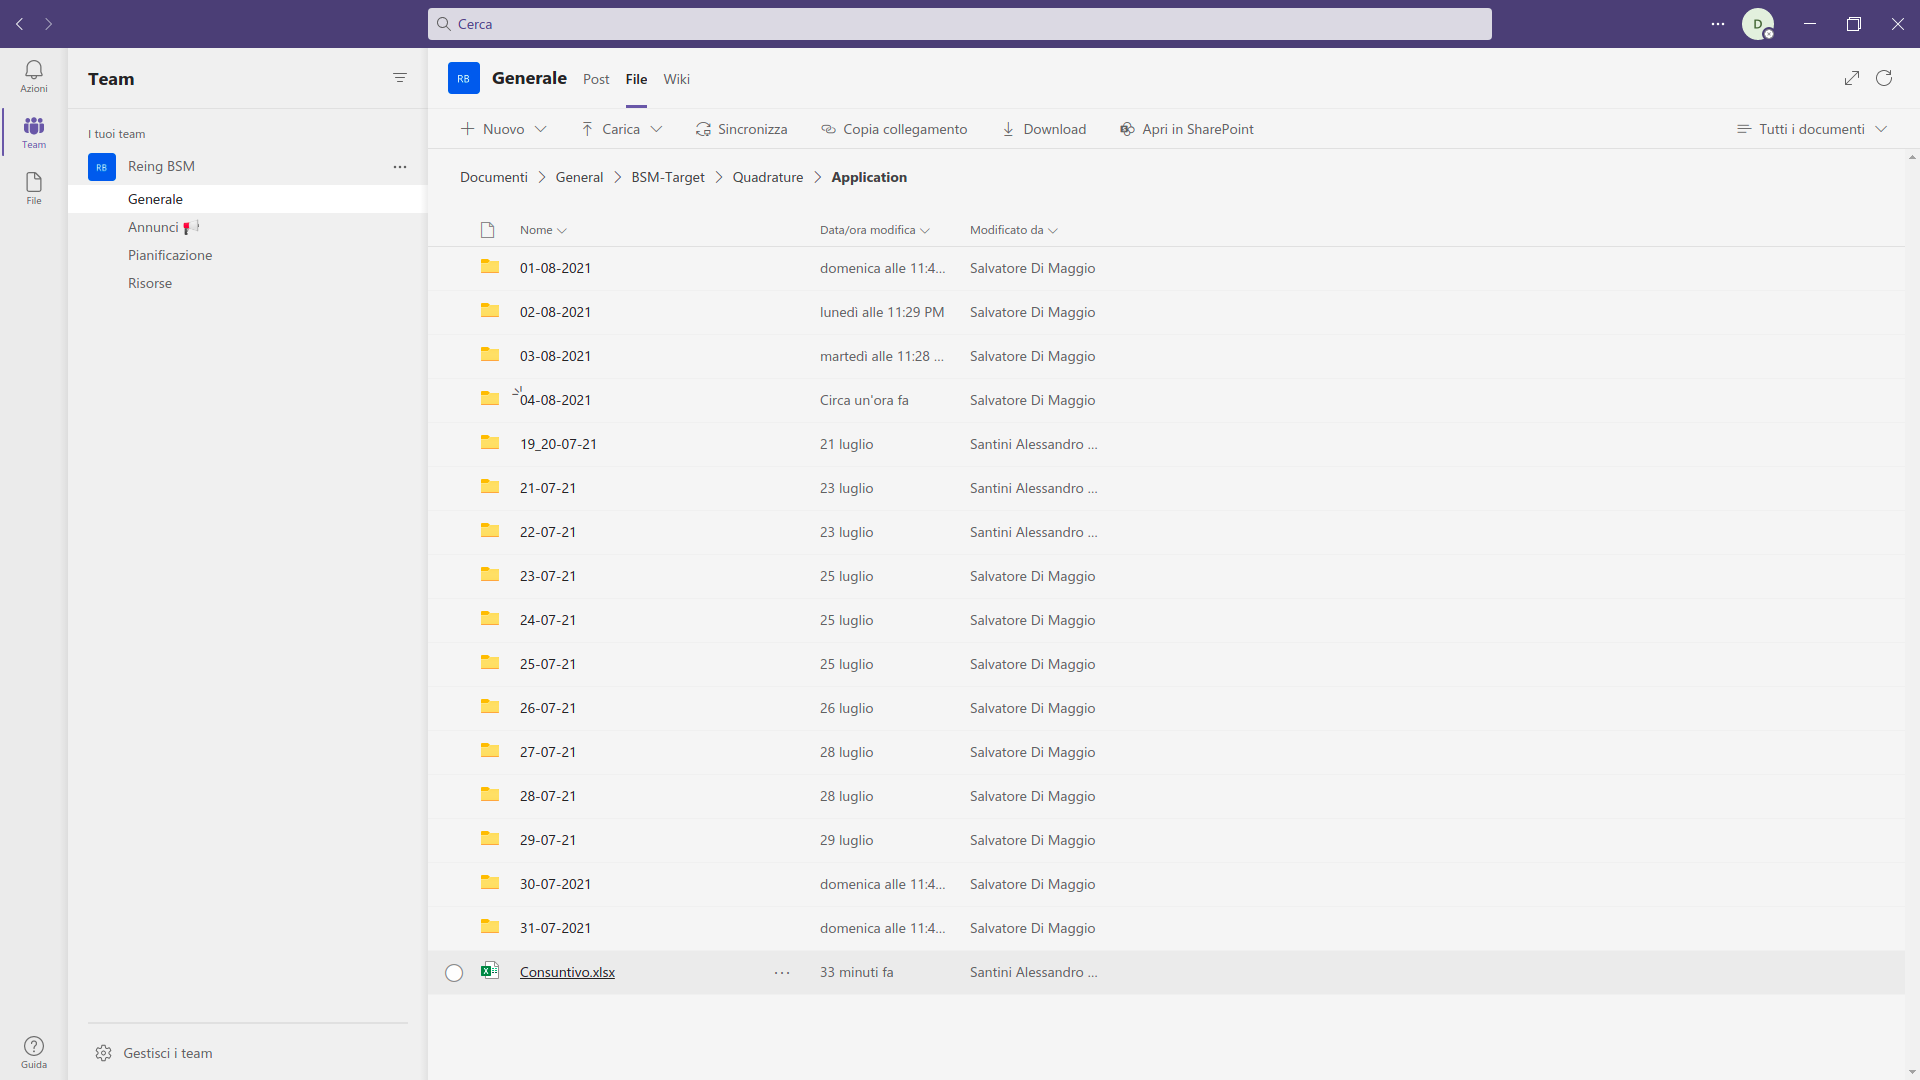 Cerca
D
Azioni
Team
File
Guida
Team
I tuoi team
RB Reing BSM
Generale
Annunci
Pianificazione
Risorse
Gestisci i team
RB Generale Post File Wiki
Nuovo Carica Sincronizza Copia collegamento Download Apri in SharePoint Tutti i documenti
Documenti > General > BSM-Target > Quadrature > Application
Nome Data/ora modifica Modificato da
01-08-2021 domenica alle 11:4... Salvatore Di Maggio
02-08-2021 lunedì alle 11:29 PM Salvatore Di Maggio
03-08-2021 martedì alle 11:28 ... Salvatore Di Maggio
04-08-2021 Circa un'ora fa Salvatore Di Maggio
19_20-07-21 21 luglio Santini Alessandro ...
21-07-21 23 luglio Santini Alessandro ...
22-07-21 23 luglio Santini Alessandro ...
23-07-21 25 luglio Salvatore Di Maggio
24-07-21 25 luglio Salvatore Di Maggio
25-07-21 25 luglio Salvatore Di Maggio
26-07-21 26 luglio Salvatore Di Maggio
27-07-21 28 luglio Salvatore Di Maggio
28-07-21 28 luglio Salvatore Di Maggio
29-07-21 29 luglio Salvatore Di Maggio
30-07-2021 domenica alle 11:4... Salvatore Di Maggio
31-07-2021 domenica alle 11:4... Salvatore Di Maggio
Consuntivo.xlsx 33 minuti fa Santini Alessandro ...